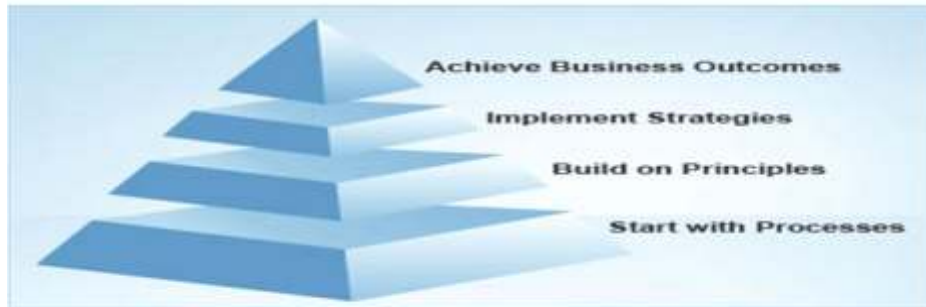 Achieve Business Outcomes
Implement Strategies
Build on Principles
Start with Processes